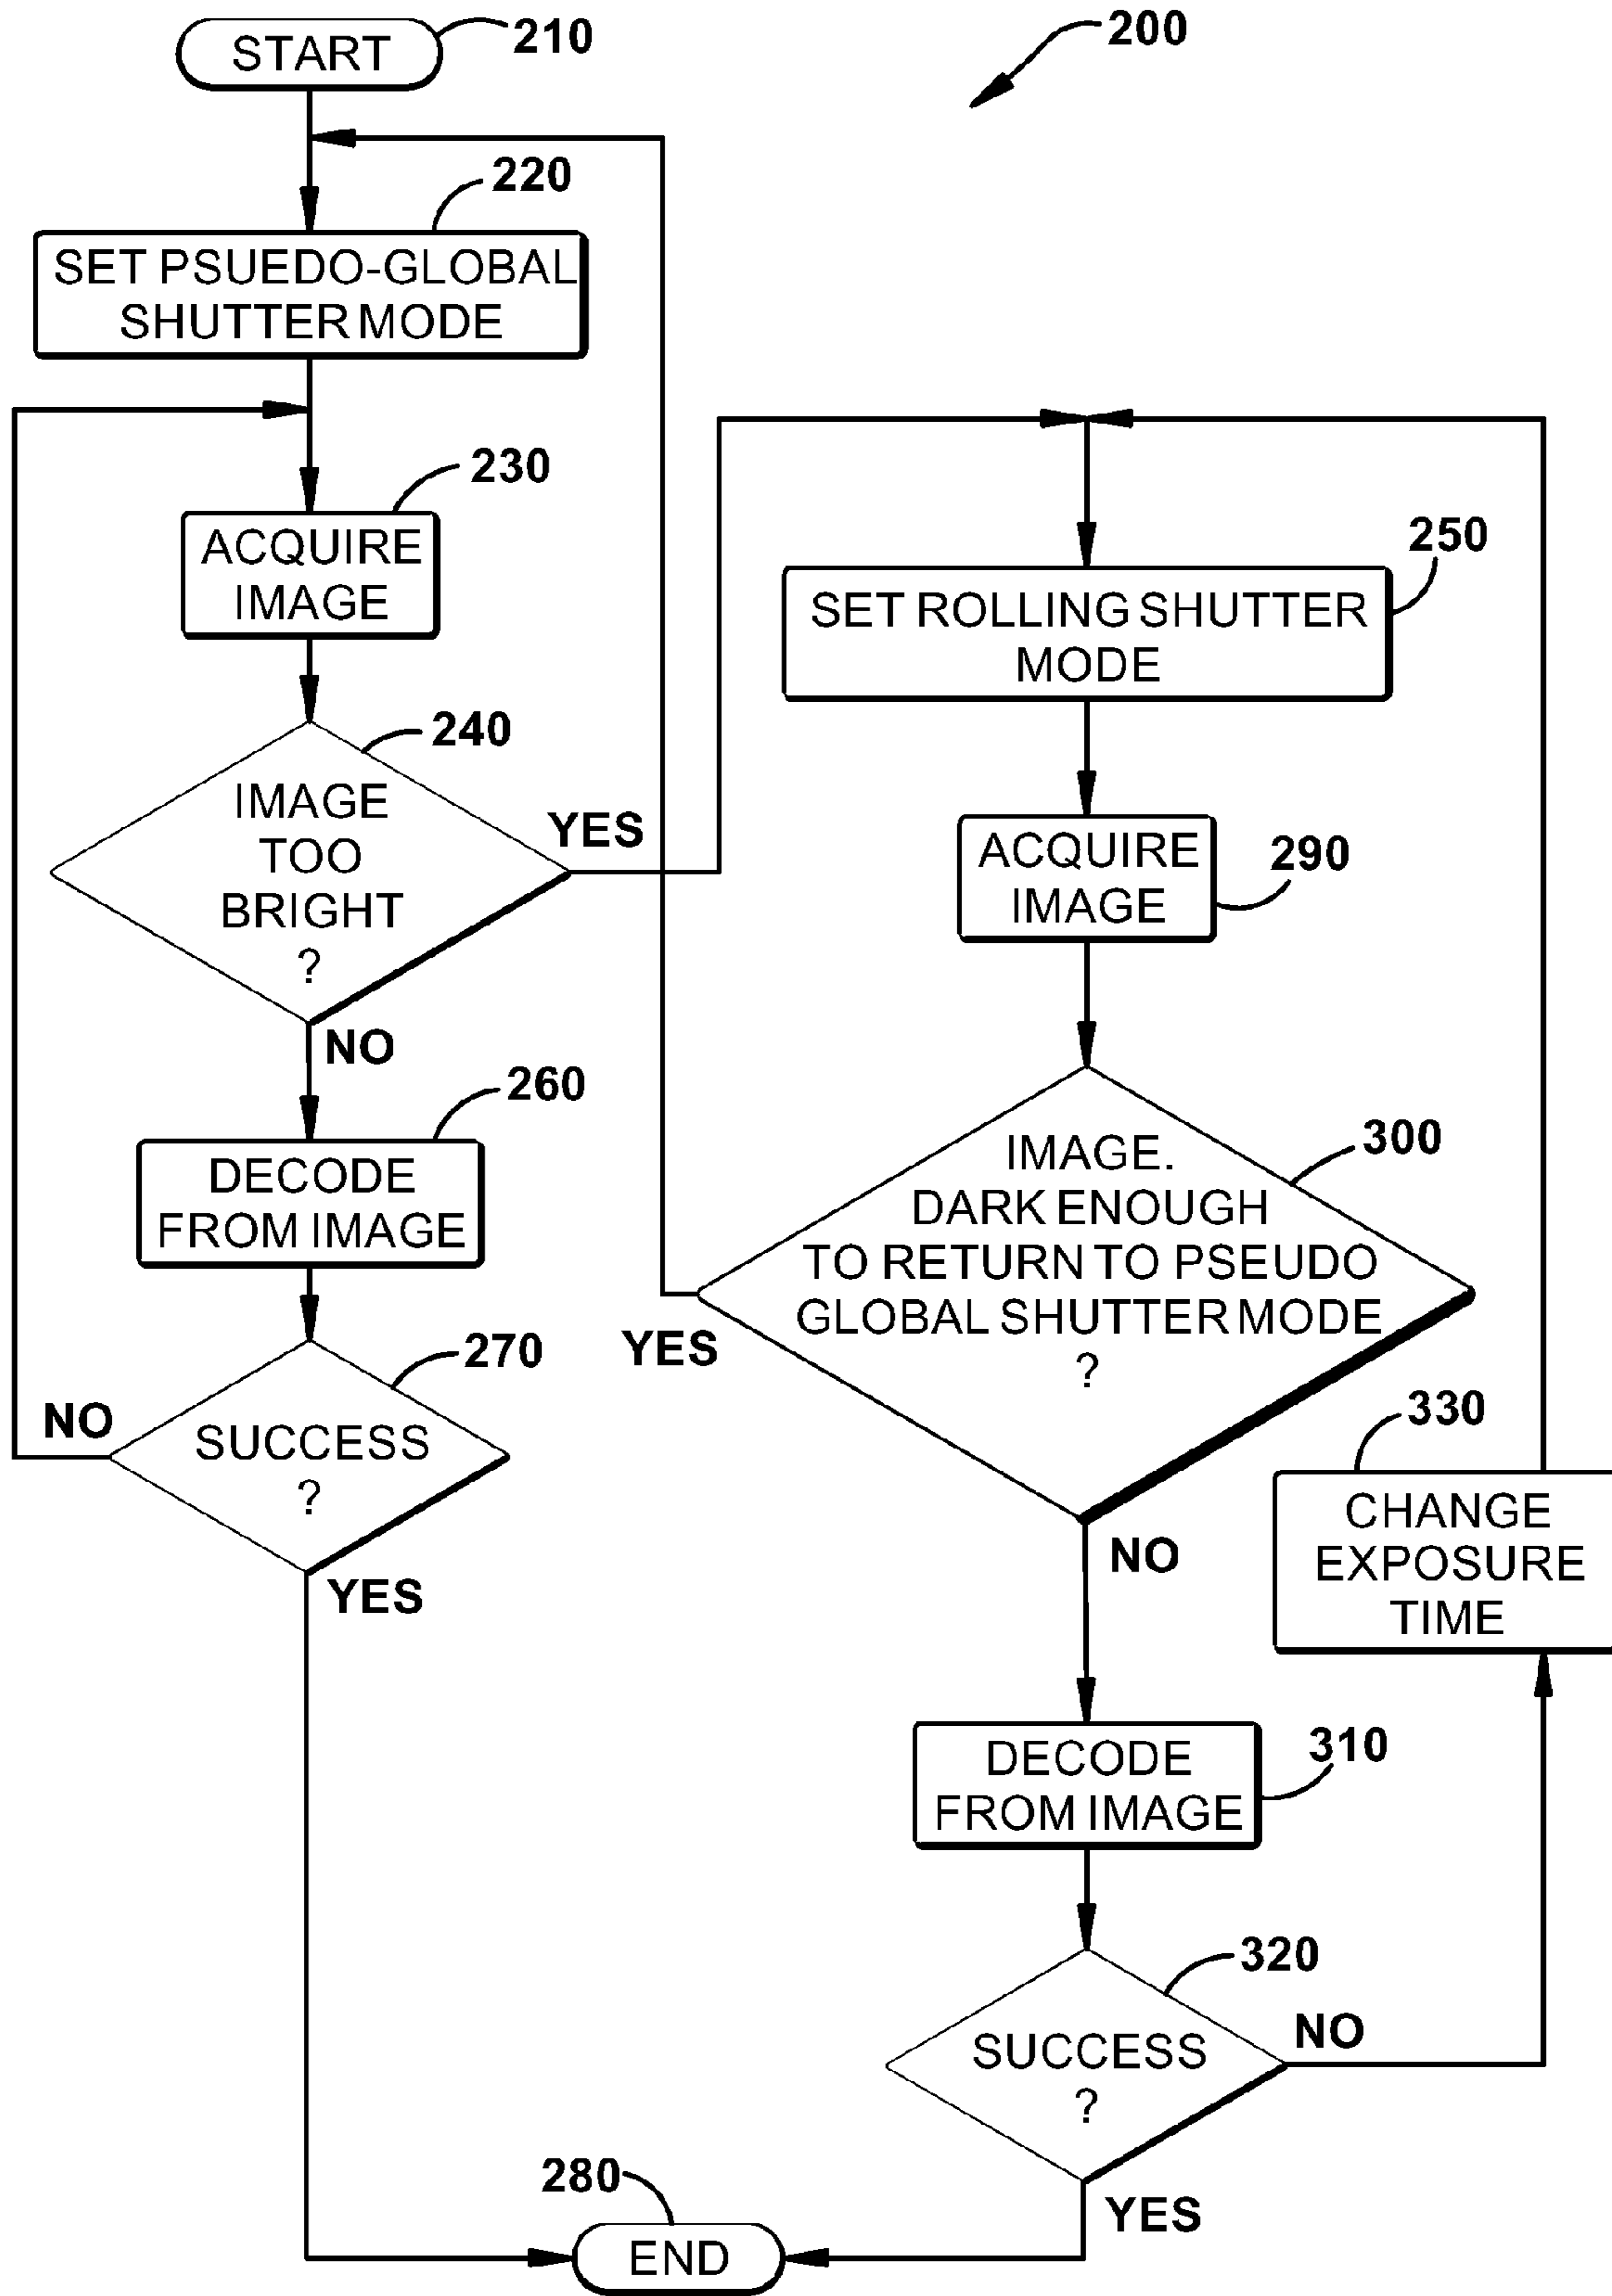 200
START
210
220
SET PSUEDO-GLOBAL
SHUTTER MODE
230
ACQUIRE
IMAGE
240
IMAGE
TOO
BRIGHT
?
YES
NO
260
DECODE
FROM IMAGE
270
SUCCESS
?
NO
YES
250
SET ROLLING SHUTTER
MODE
ACQUIRE
IMAGE
290
300
IMAGE.
DARK ENOUGH
TO RETURN TO PSEUDO
GLOBAL SHUTTER MODE
?
YES
NO
330
CHANGE
EXPOSURE
TIME
DECODE
FROM IMAGE
310
320
SUCCESS
?
NO
YES
280
END